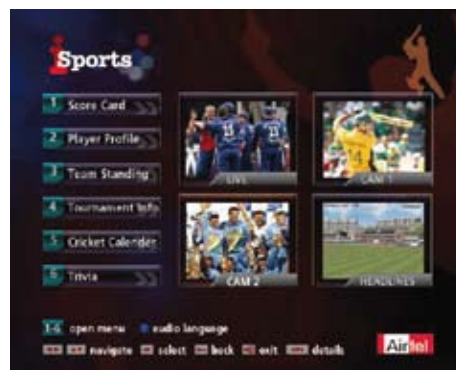 iSports
1 Score Card
2 Player Profile
3 Team Standing
4 Tournament Info
5 Cricket Calender
6 Trivia
LIVE
CAM 1
CAM 2
HEADLINES
1-6 open menu audio language
navigate select back exit details
Airtel